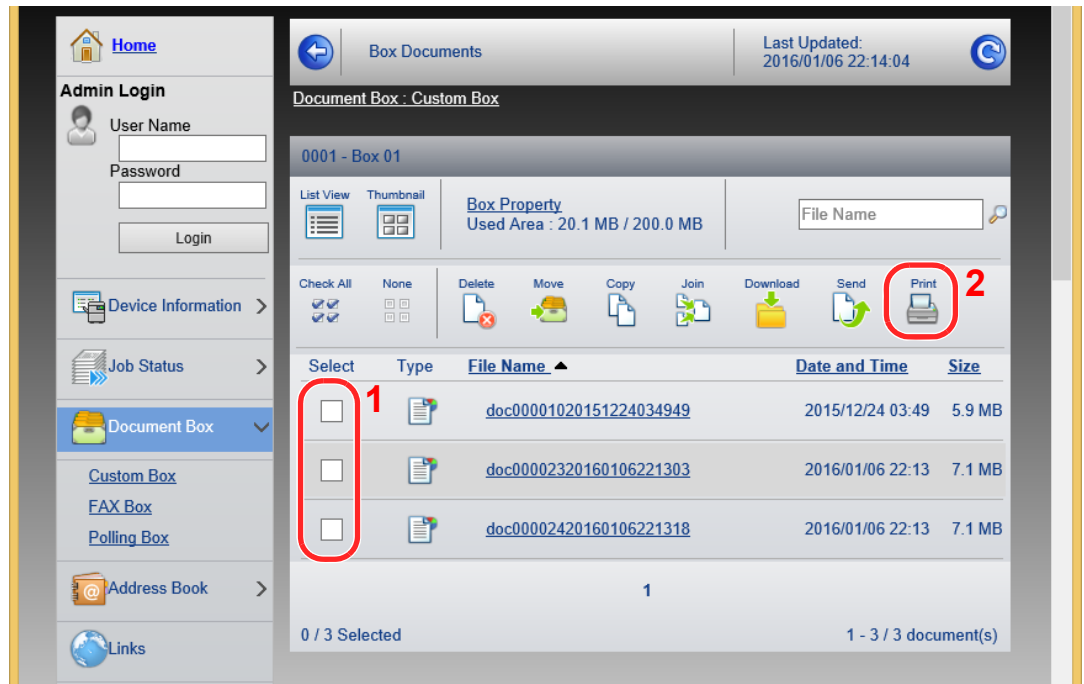 Home
Admin Login
User Name
Password
Login
Device Information
Job Status
Document Box
Custom Box
FAX Box
Polling Box
Address Book
Links
Box Documents
Last Updated:
2016/01/06 22:14:04
Document Box : Custom Box
0001 - Box 01
List View Thumbnail
Box Property
Used Area : 20.1 MB / 200.0 MB
File Name
Check All None Delete Move Copy Join Download Send Print 2
Select Type File Name Date and Time Size
1
doc00001020151224034949 2015/12/24 03:49 5.9 MB
doc00002320160106221303 2016/01/06 22:13 7.1 MB
doc00002420160106221318 2016/01/06 22:13 7.1 MB
1
0 / 3 Selected 1 - 3 / 3 document(s)